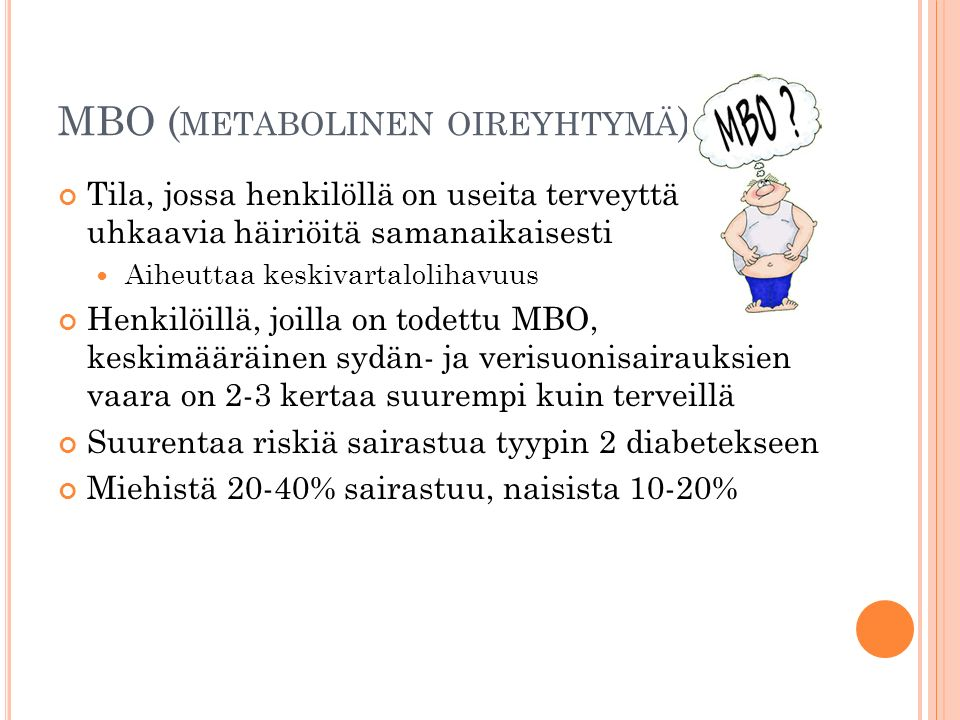 MBO (METABOLINEN OIREYHTYMÄ)
MBO ?
Tila, jossa henkilöllä on useita terveyttä
uhkaavia häiriöitä samanaikaisesti
Aiheuttaa keskivartalolihavuus
Henkilöillä, joilla on todettu MBO,
keskimääräinen sydän- ja verisuonisairauksien
vaara on 2-3 kertaa suurempi kuin terveillä
Suurentaa riskiä sairastua tyypin 2 diabetekseen
Miehistä 20-40% sairastuu, naisista 10-20%